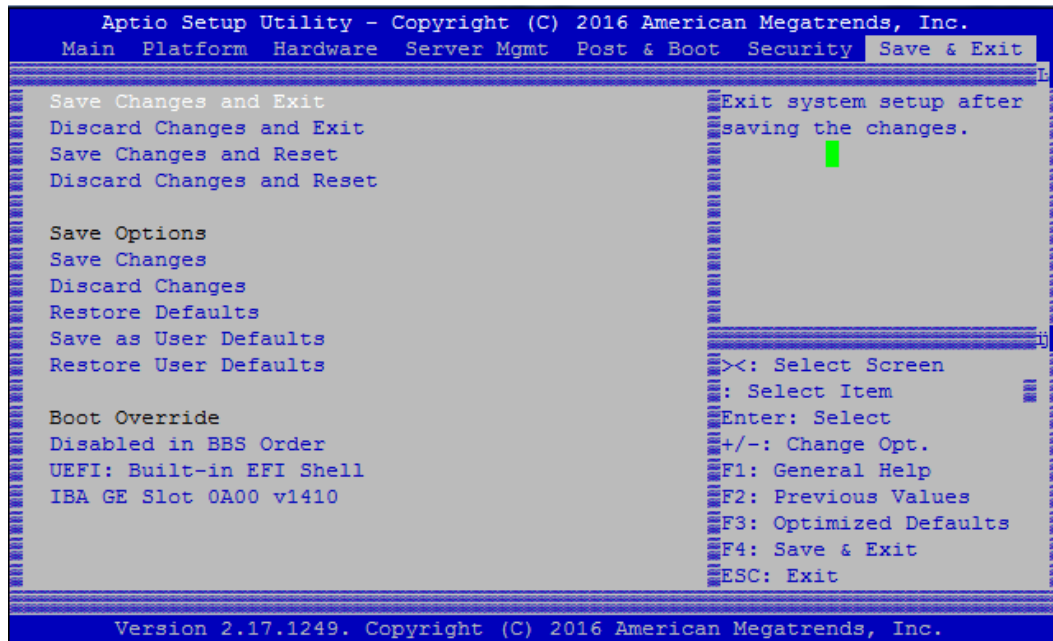 Aptio Setup Utility - Copyright (C) 2016 American Megatrends, Inc.
Main Platform Hardware Server Mgmt Post & Boot Security Save & Exit
Save Changes and Exit
Discard Changes and Exit
Save Changes and Reset
Discard Changes and Reset
Save Options
Save Changes
Discard Changes
Restore Defaults
Save as User Defaults
Restore User Defaults
Boot Override
Disabled in BBS Order
UEFI: Built-in EFI Shell
IBA GE Slot 0A00 v1410
Exit system setup after
saving the changes.
><: Select Screen
: Select Item
Enter: Select
+/-: Change Opt.
F1: General Help
F2: Previous Values
F3: Optimized Defaults
F4: Save & Exit
ESC: Exit
Version 2.17.1249. Copyright (C) 2016 American Megatrends, Inc.